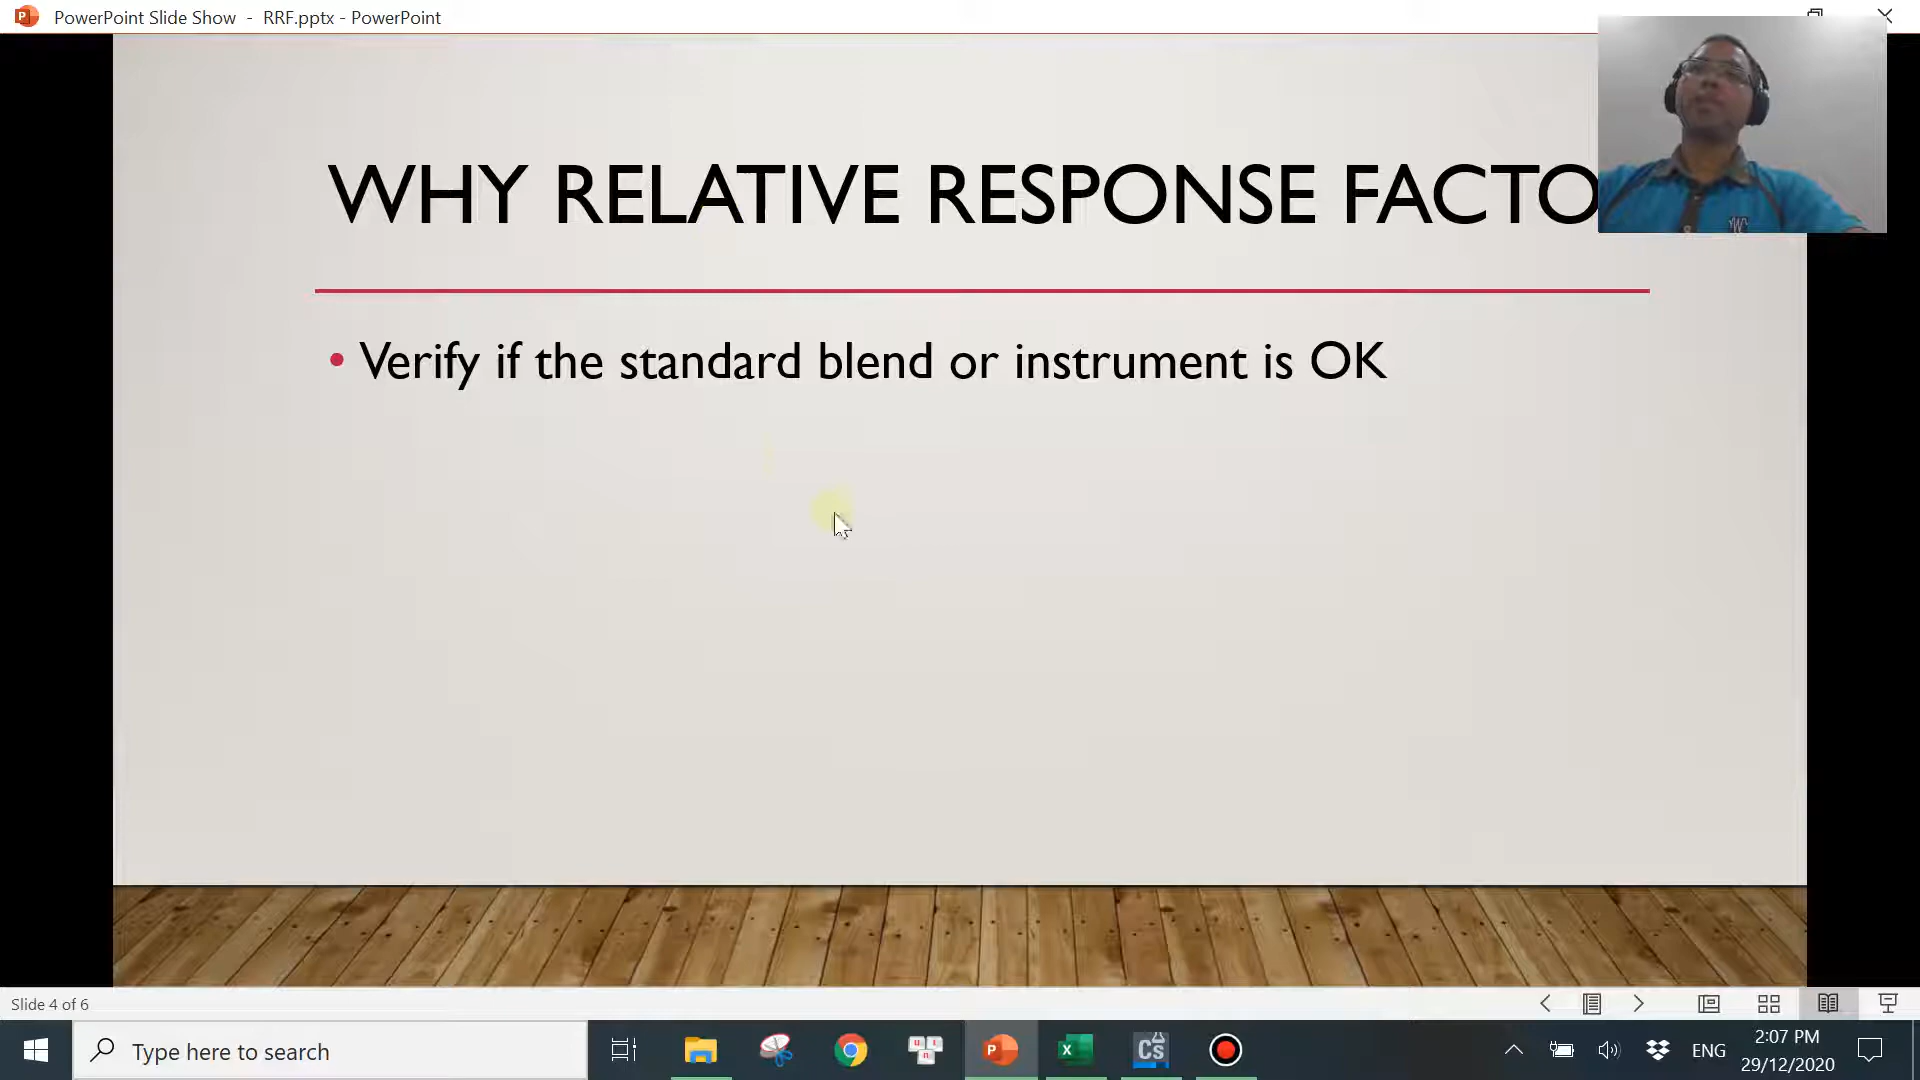 PowerPoint Slide Show - RRF.pptx - PowerPoint
WHY RELATIVE RESPONSE FACTO
• Verify if the standard blend or instrument is OK
Slide 4 of 6
Type here to search
ENG
2:07 PM
29/12/2020